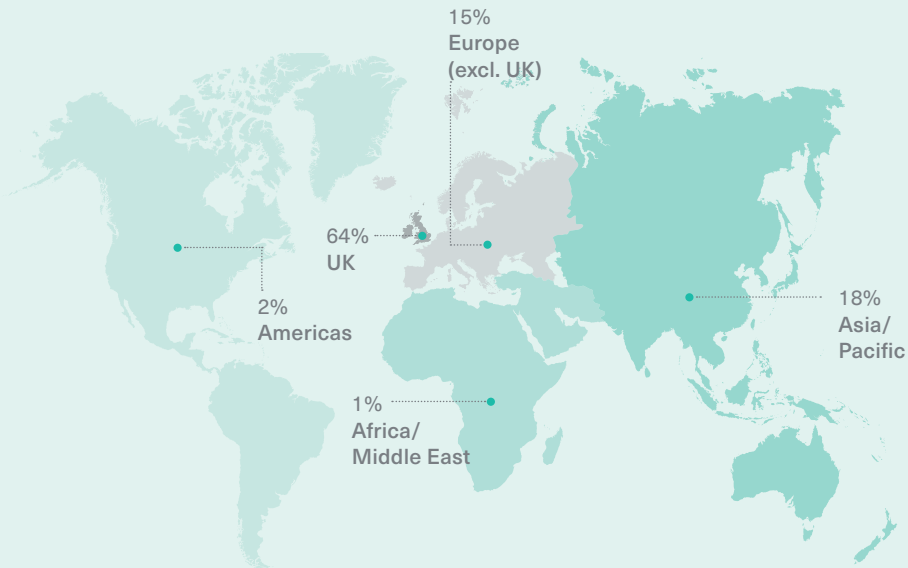 15%
Europe
(excl. UK)
64%
UK
2%
Americas
18%
Asia/
Pacific
1%
Africa/
Middle East